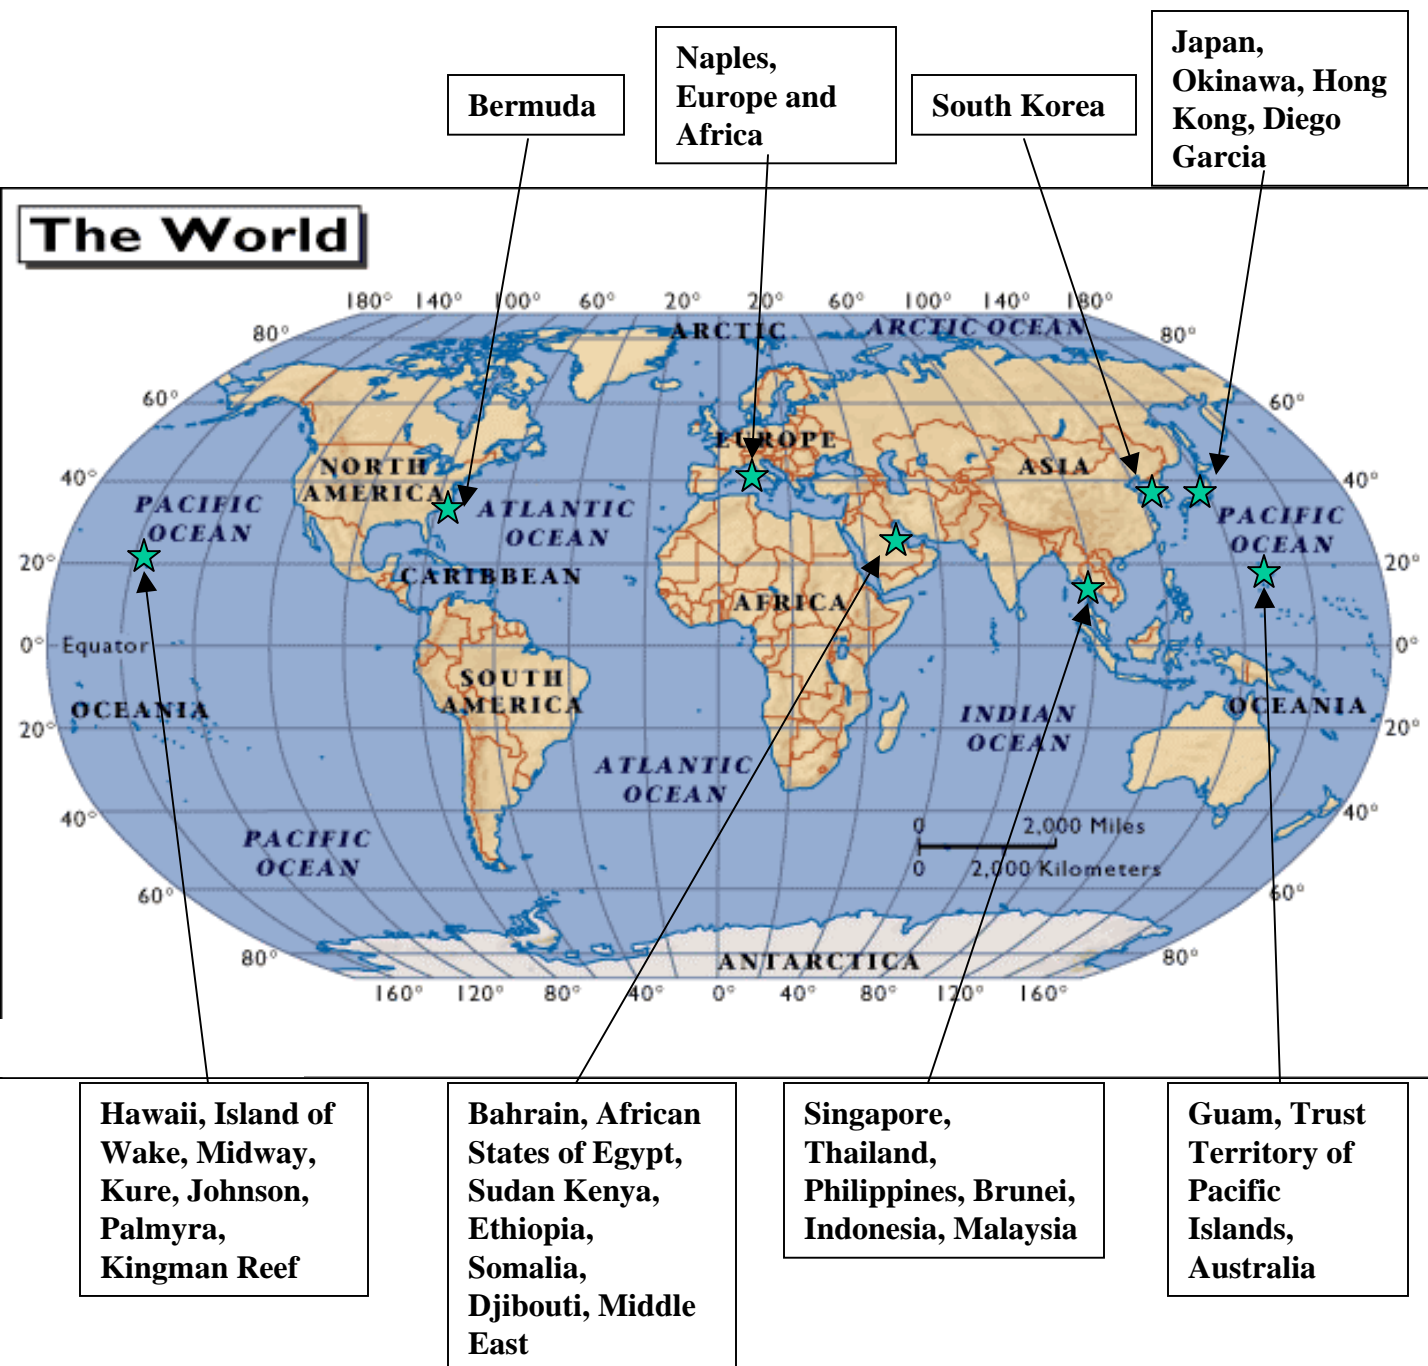 Bermuda
Naples,
Europe and
Africa
South Korea
Japan,
Okinawa, Hong
Kong, Diego
Garcia
The World
180° 140° 100° 60° 20° 20° 60° 100° 140° 180°
ARCTIC
ARCTIC OCEAN
80° 80°
60° 60°
EUROPE
NORTH
AMERICA
ASIA
40° 40°
PACIFIC
OCEAN
ATLANTIC
OCEAN
PACIFIC
OCEAN
20° 20°
CARIBBEAN
AFRICA
0° Equator 0°
SOUTH
AMERICA
OCEANIA
OCEANIA
INDIAN
OCEAN
20° 20°
ATLANTIC
OCEAN
40° 40°
PACIFIC
OCEAN
0 2,000 Miles
0 2,000 Kilometers
60° 60°
80° 80°
ANTARCTICA
160° 120° 80° 40° 0° 40° 80° 120° 160°
Hawaii, Island of
Wake, Midway,
Kure, Johnson,
Palmyra,
Kingman Reef
Bahrain, African
States of Egypt,
Sudan Kenya,
Ethiopia,
Somalia,
Djibouti, Middle
East
Singapore,
Thailand,
Philippines, Brunei,
Indonesia, Malaysia
Guam, Trust
Territory of
Pacific
Islands,
Australia